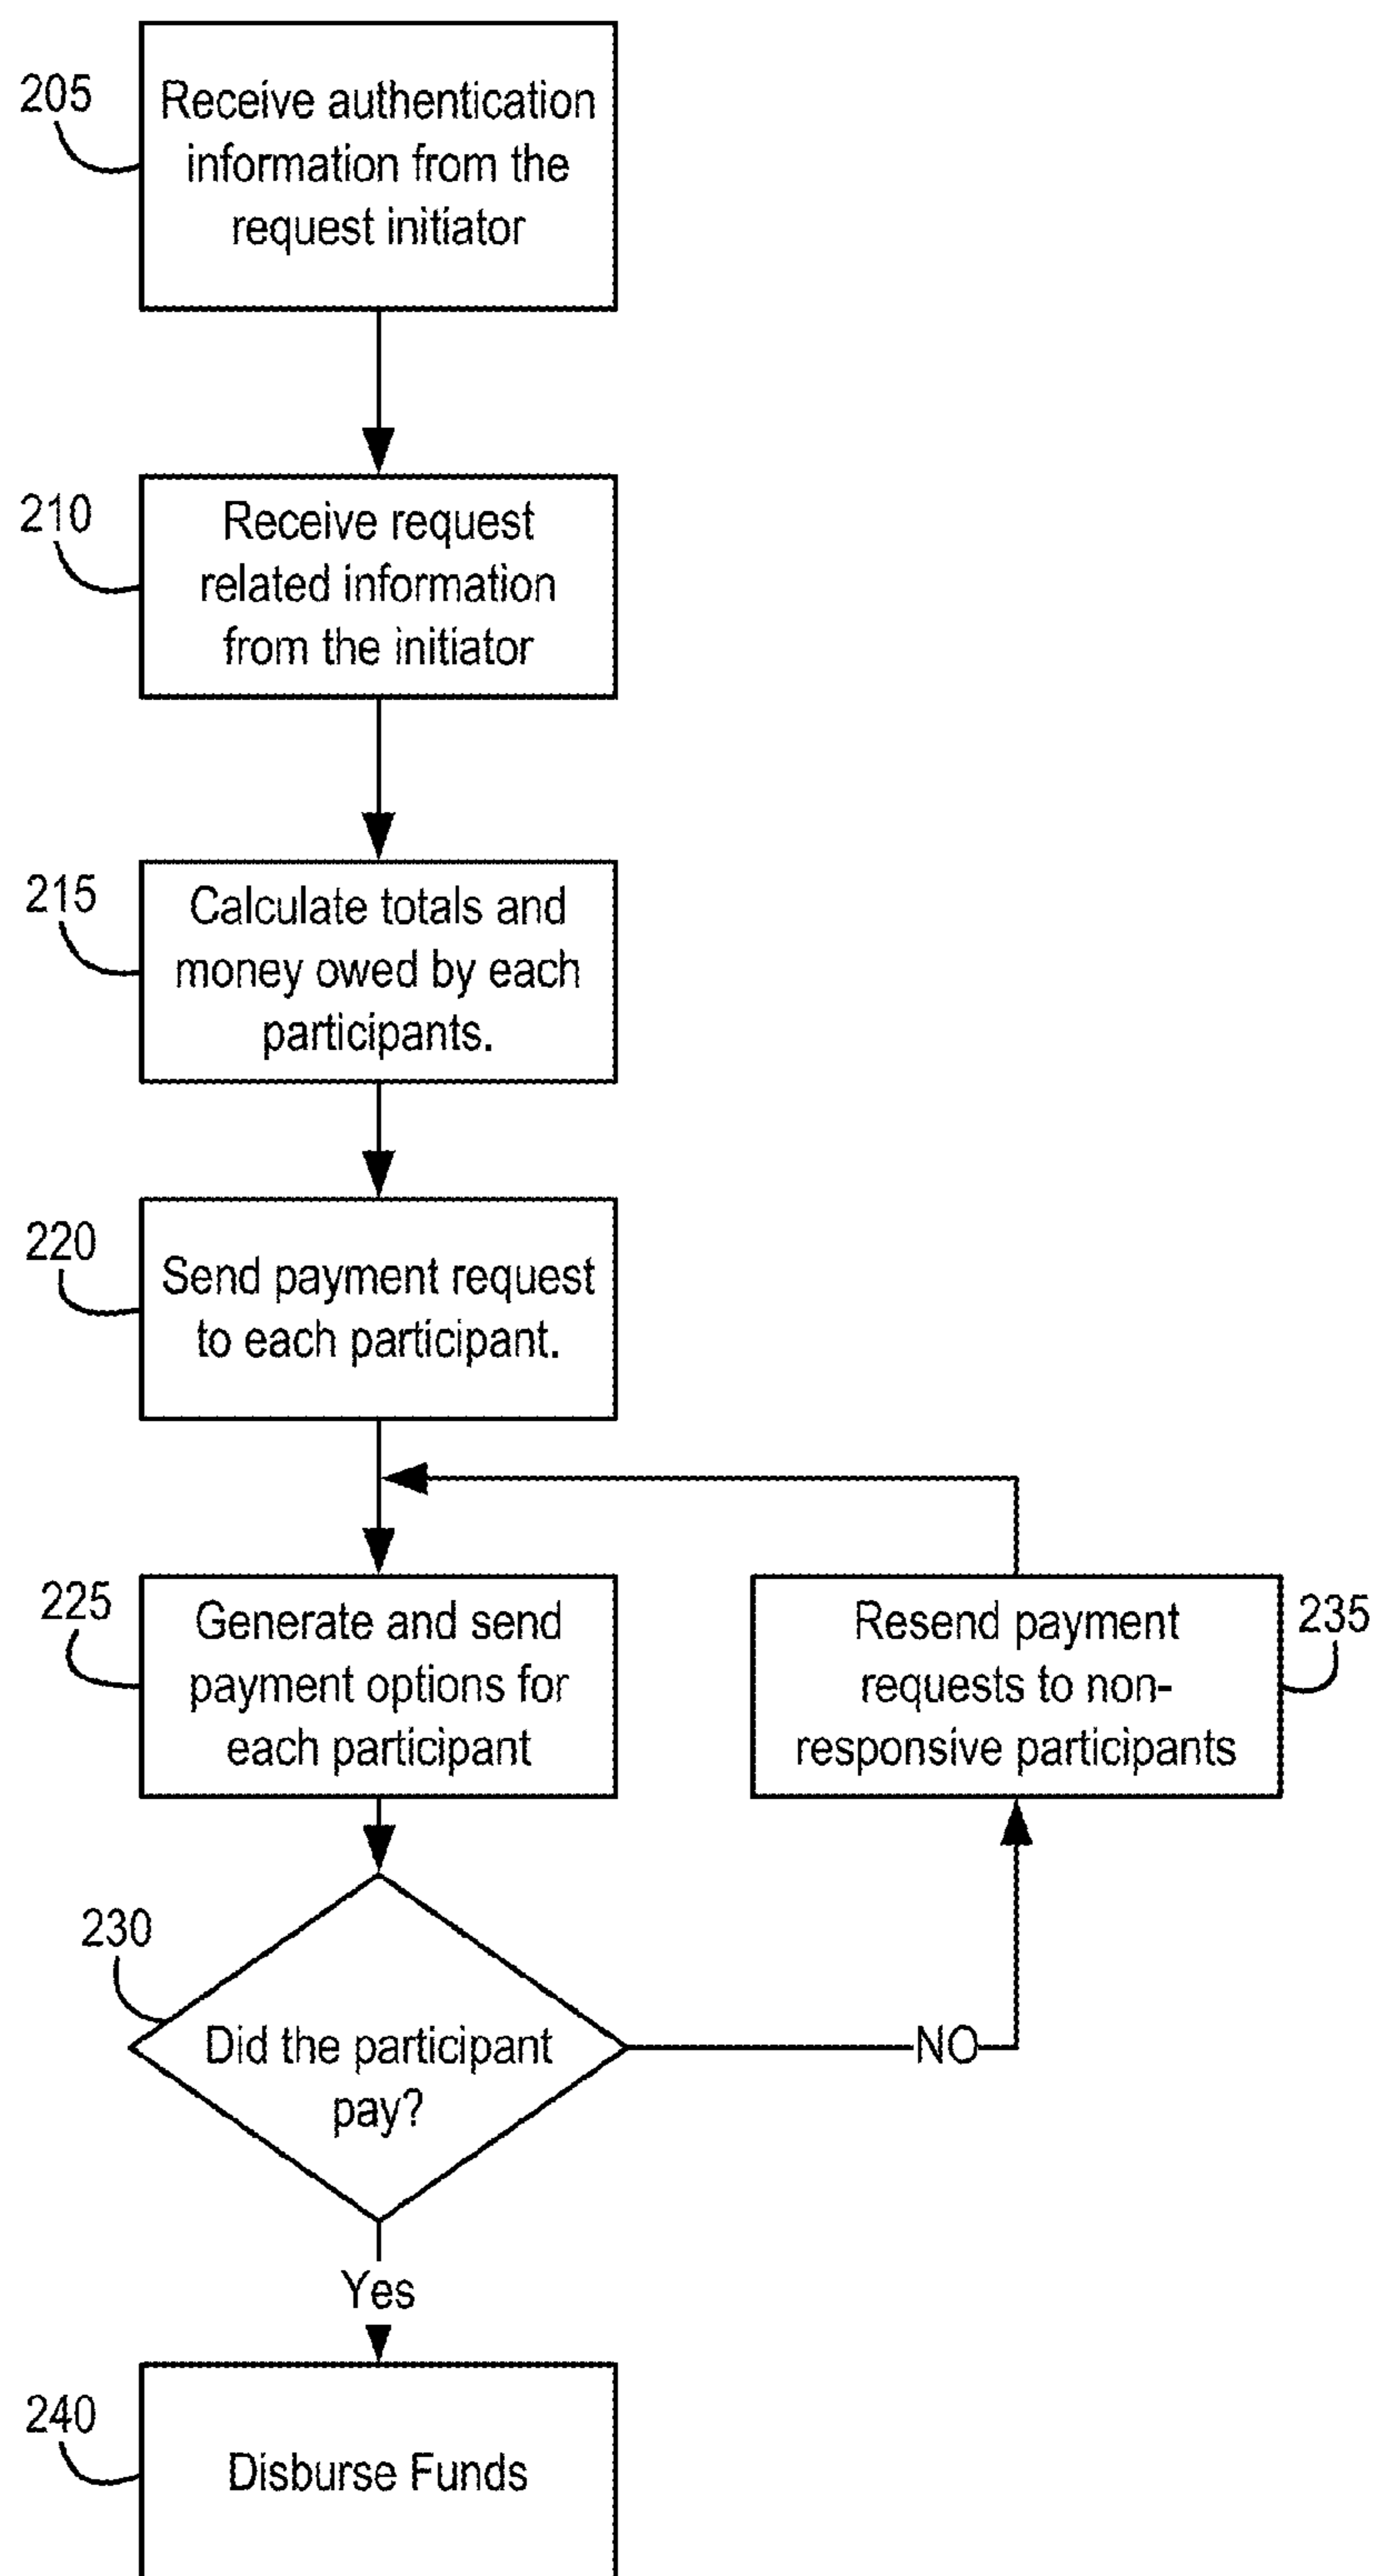 205
Receive authentication
information from the
request initiator
210
Receive request
related information
from the initiator
215
Calculate totals and
money owed by each
participants.
220
Send payment request
to each participant.
225
Generate and send
payment options for
each participant
Resend payment
requests to non-
responsive participants
235
230
Did the participant
pay?
NO
Yes
240
Disburse Funds